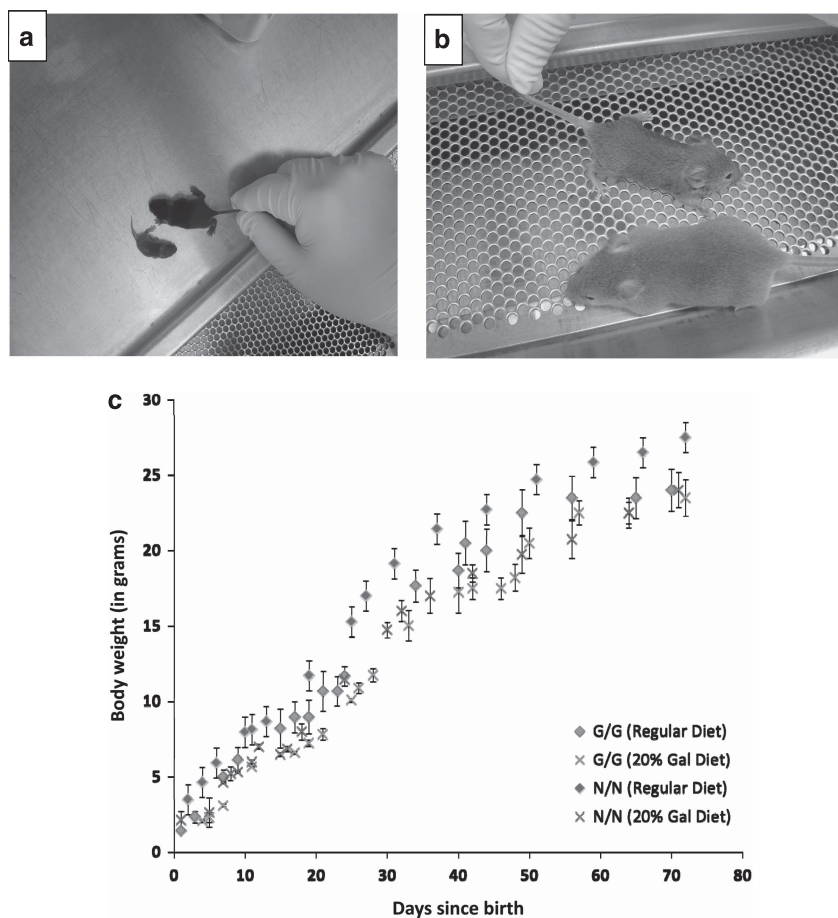 a
b
c
30
25
20
15
10
5
0
Body weight (in grams)
G/G (Regular Diet)
G/G (20% Gal Diet)
N/N (Regular Diet)
N/N (20% Gal Diet)
0 10 20 30 40 50 60 70 80
Days since birth